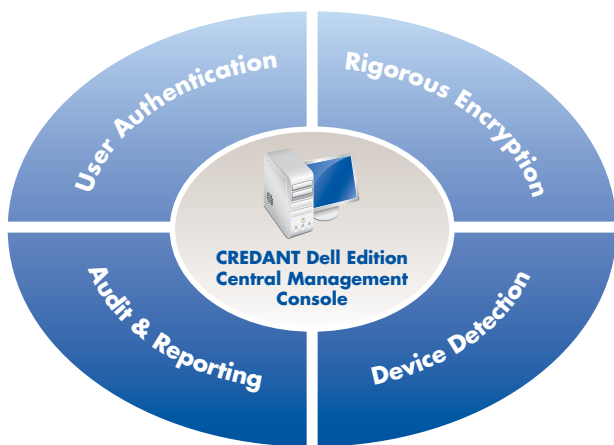 User Authentication
Rigorous Encryption
CREDANT Dell Edition
Central Management
Console
Audit & Reporting
Device Detection